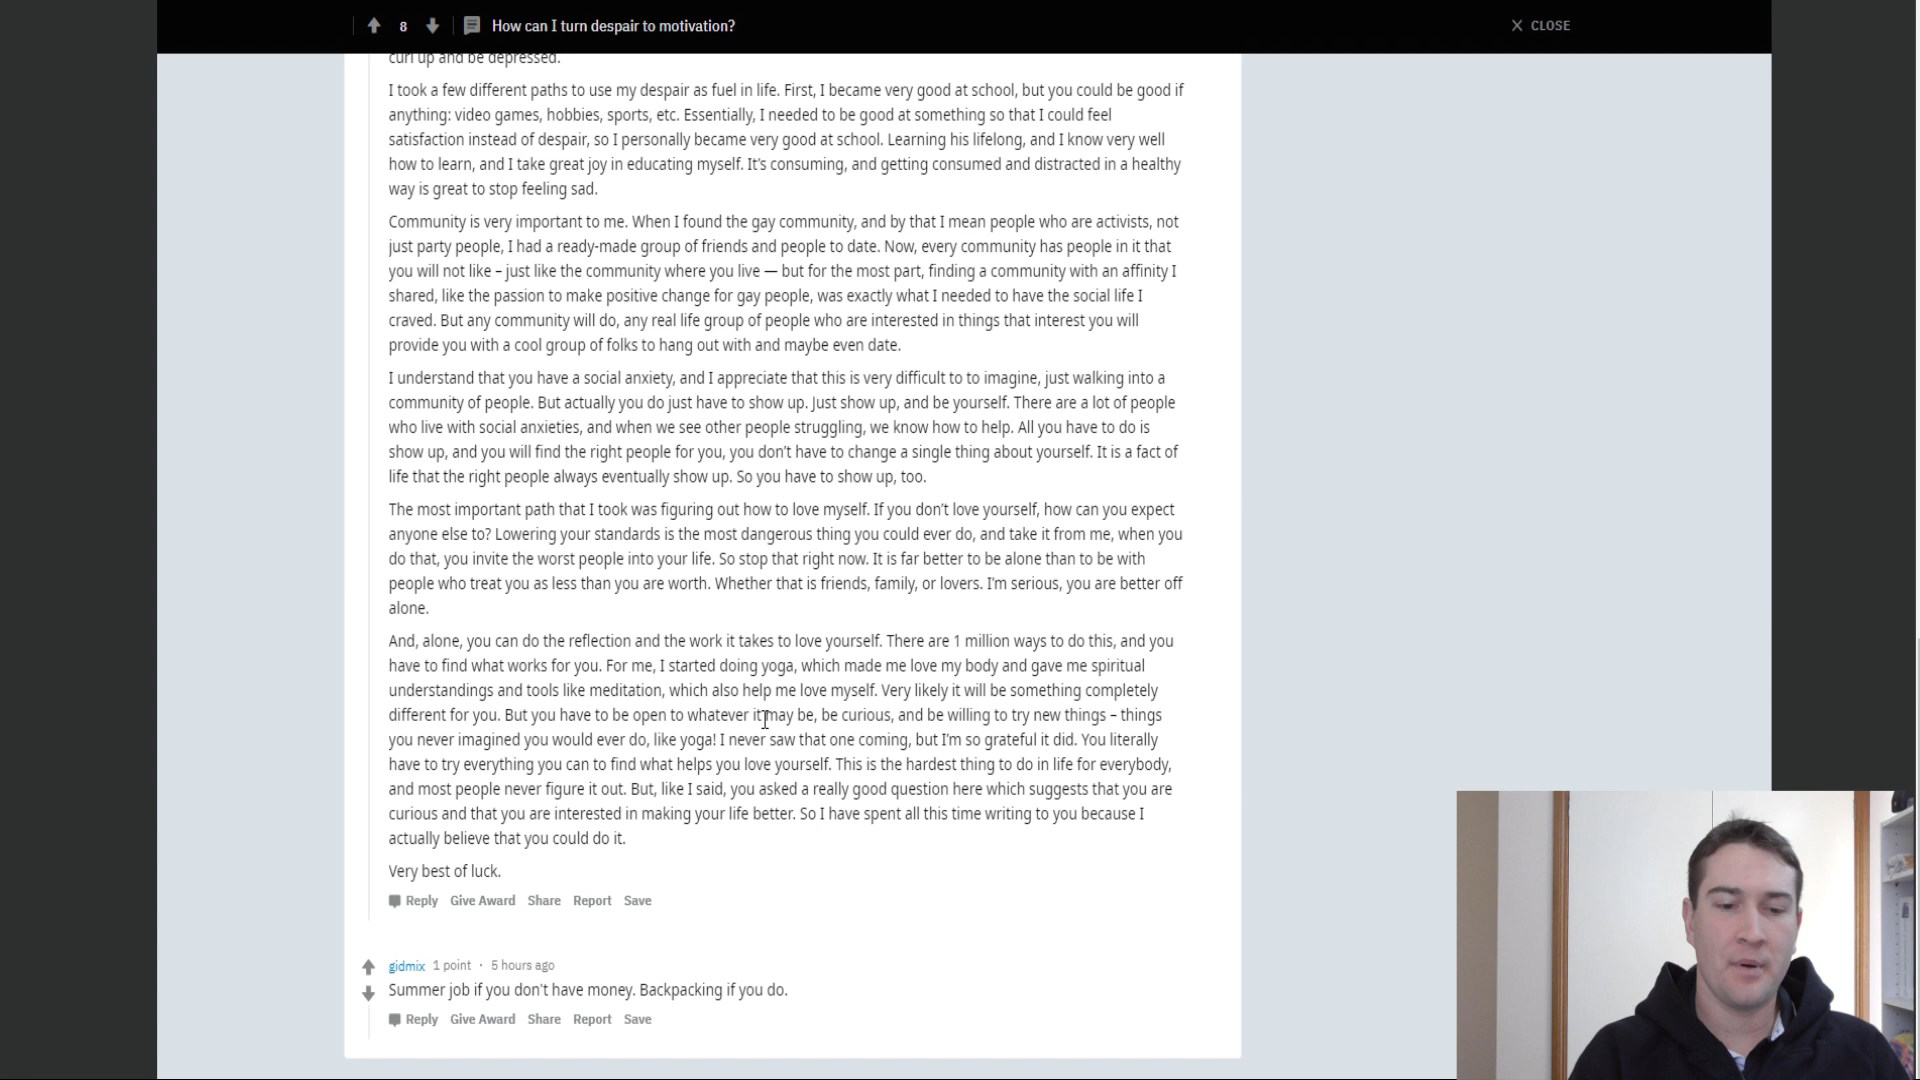 8 How can I turn despair to motivation? CLOSE
curl up and be depressed.
I took a few different paths to use my despair as fuel in life. First, I became very good at school, but you could be good if
anything: video games, hobbies, sports, etc. Essentially, I needed to be good at something so that I could feel
satisfaction instead of despair, so I personally became very good at school. Learning his lifelong, and I know very well
how to learn, and I take great joy in educating myself. It's consuming, and getting consumed and distracted in a healthy
way is great to stop feeling sad.
Community is very important to me. When I found the gay community, and by that I mean people who are activists, not
just party people, I had a ready-made group of friends and people to date. Now, every community has people in it that
you will not like – just like the community where you live — but for the most part, finding a community with an affinity I
shared, like the passion to make positive change for gay people, was exactly what I needed to have the social life I
craved. But any community will do, any real life group of people who are interested in things that interest you will
provide you with a cool group of folks to hang out with and maybe even date.
I understand that you have a social anxiety, and I appreciate that this is very difficult to to imagine, just walking into a
community of people. But actually you do just have to show up. Just show up, and be yourself. There are a lot of people
who live with social anxieties, and when we see other people struggling, we know how to help. All you have to do is
show up, and you will find the right people for you, you don't have to change a single thing about yourself. It is a fact of
life that the right people always eventually show up. So you have to show up, too.
The most important path that I took was figuring out how to love myself. If you don't love yourself, how can you expect
anyone else to? Lowering your standards is the most dangerous thing you could ever do, and take it from me, when you
do that, you invite the worst people into your life. So stop that right now. It is far better to be alone than to be with
people who treat you as less than you are worth. Whether that is friends, family, or lovers. I'm serious, you are better off
alone.
And, alone, you can do the reflection and the work it takes to love yourself. There are 1 million ways to do this, and you
have to find what works for you. For me, I started doing yoga, which made me love my body and gave me spiritual
understandings and tools like meditation, which also help me love myself. Very likely it will be something completely
different for you. But you have to be open to whatever it may be, be curious, and be willing to try new things – things
you never imagined you would ever do, like yoga! I never saw that one coming, but I'm so grateful it did. You literally
have to try everything you can to find what helps you love yourself. This is the hardest thing to do in life for everybody,
and most people never figure it out. But, like I said, you asked a really good question here which suggests that you are
curious and that you are interested in making your life better. So I have spent all this time writing to you because I
actually believe that you could do it.
Very best of luck.
Reply Give Award Share Report Save
gidmix 1 point · 5 hours ago
Summer job if you don't have money. Backpacking if you do.
Reply Give Award Share Report Save